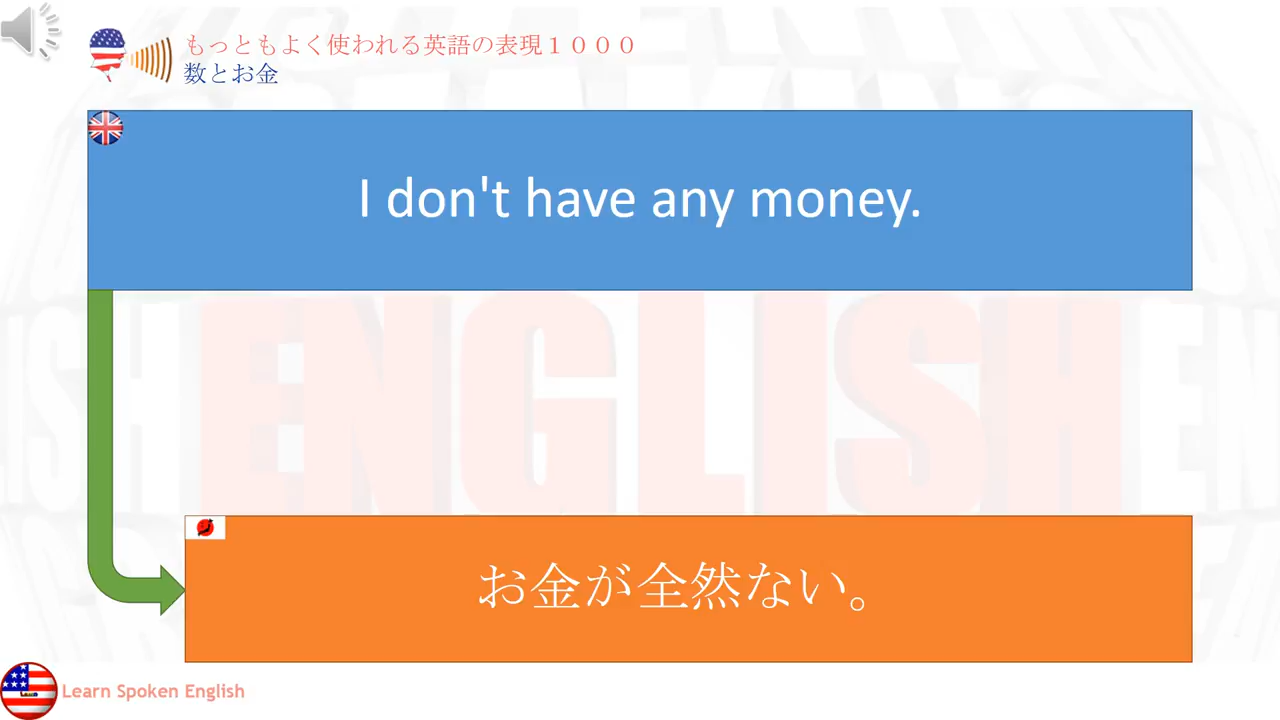 もっともよく使われる英語の表現１０００
数とお金
I don't have any money.
お金が全然ない。
Learn Spoken English